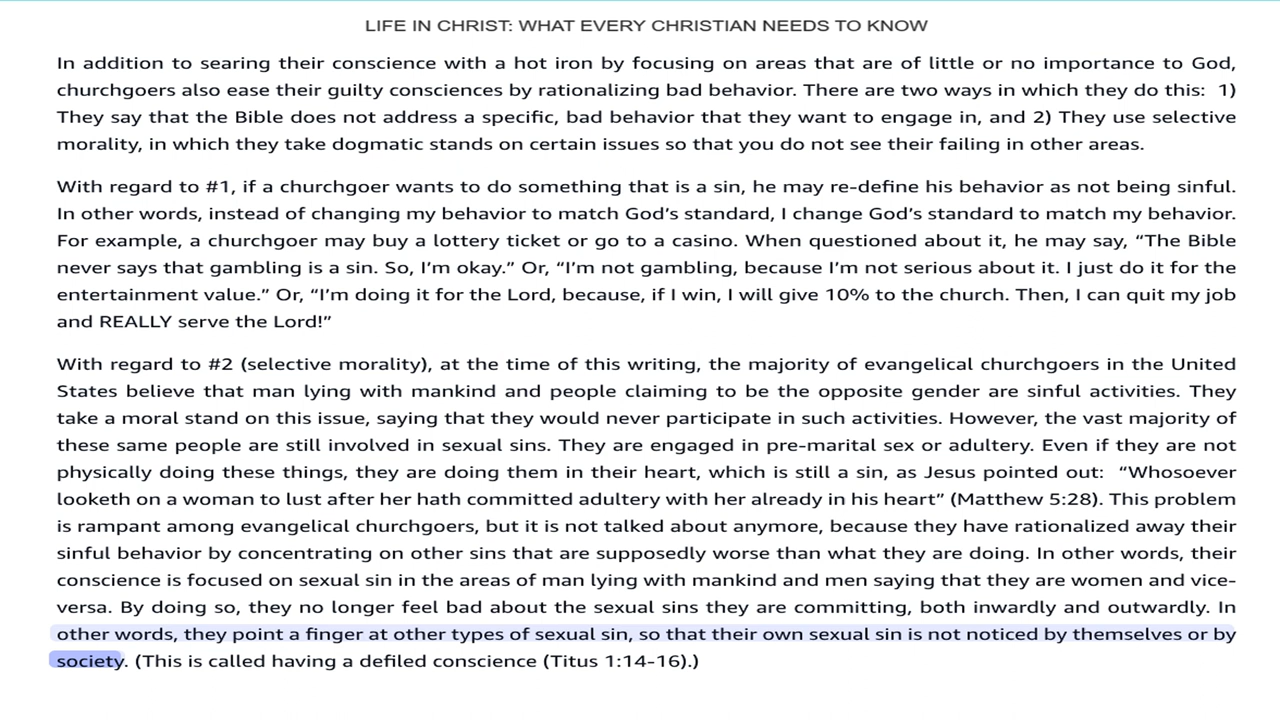 LIFE IN CHRIST: WHAT EVERY CHRISTIAN NEEDS TO KNOW
In addition to searing their conscience with a hot iron by focusing on areas that are of little or no importance to God,
churchgoers also ease their guilty consciences by rationalizing bad behavior. There are two ways in which they do this:  1)
They say that the Bible does not address a specific, bad behavior that they want to engage in, and 2) They use selective
morality, in which they take dogmatic stands on certain issues so that you do not see their failing in other areas.
With regard to #1, if a churchgoer wants to do something that is a sin, he may re-define his behavior as not being sinful.
In other words, instead of changing my behavior to match God’s standard, I change God’s standard to match my behavior.
For example, a churchgoer may buy a lottery ticket or go to a casino. When questioned about it, he may say, “The Bible
never says that gambling is a sin. So, I’m okay.” Or, “I’m not gambling, because I’m not serious about it. I just do it for the
entertainment value.” Or, “I’m doing it for the Lord, because, if I win, I will give 10% to the church. Then, I can quit my job
and REALLY serve the Lord!”
With regard to #2 (selective morality), at the time of this writing, the majority of evangelical churchgoers in the United
States believe that man lying with mankind and people claiming to be the opposite gender are sinful activities. They
take a moral stand on this issue, saying that they would never participate in such activities. However, the vast majority of
these same people are still involved in sexual sins. They are engaged in pre-marital sex or adultery. Even if they are not
physically doing these things, they are doing them in their heart, which is still a sin, as Jesus pointed out:  “Whosoever
looketh on a woman to lust after her hath committed adultery with her already in his heart” (Matthew 5:28). This problem
is rampant among evangelical churchgoers, but it is not talked about anymore, because they have rationalized away their
sinful behavior by concentrating on other sins that are supposedly worse than what they are doing. In other words, their
conscience is focused on sexual sin in the areas of man lying with mankind and men saying that they are women and vice-
versa. By doing so, they no longer feel bad about the sexual sins they are committing, both inwardly and outwardly. In
other words, they point a finger at other types of sexual sin, so that their own sexual sin is not noticed by themselves or by
society. (This is called having a defiled conscience (Titus 1:14-16).)